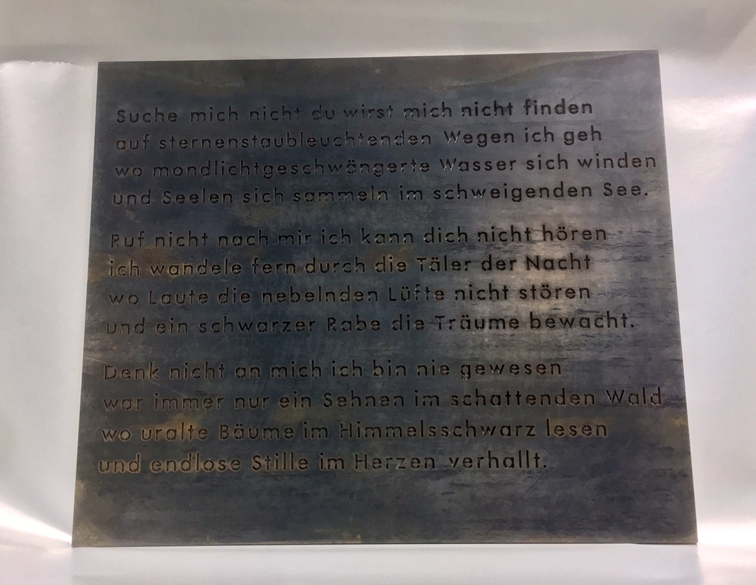 Suche mich nicht du wirst mich nicht finden
auf sternenstaubleuchtenden Wegen ich geh
wo mondlichtgeschwängerte Wasser sich winden
und Seelen sich sammeln im schweigenden See.
Ruf nicht nach mir ich kann dich nicht hören
ich wandele fern durch die Täler der Nacht
wo Laute die nebelnden Lüfte nicht stören
und ein schwarzer Rabe die Träume bewacht.
Denk nicht an mich ich bin nie gewesen
war immer nur ein Sehnen im schattenden Wald
wo uralte Bäume im Himmelsschwarz lesen
und endlose Stille im Herzen verhallt.